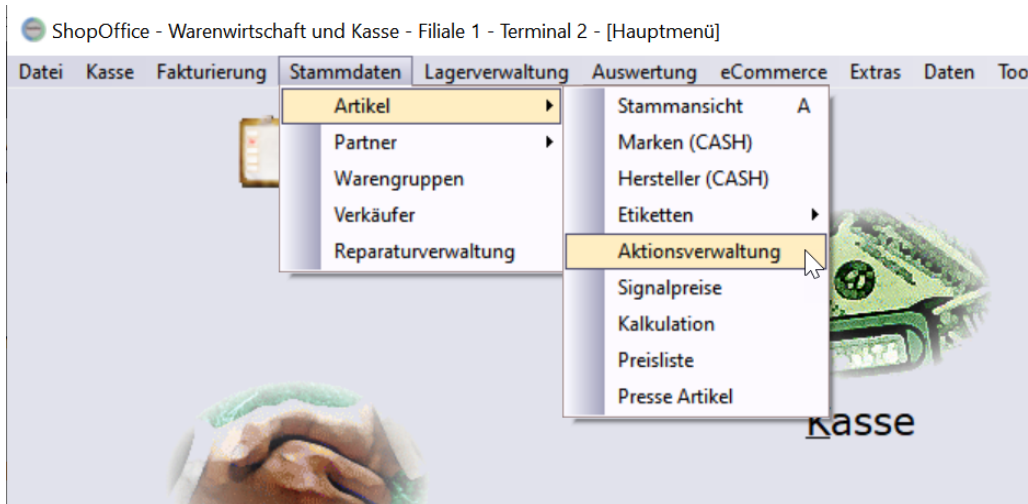 ShopOffice - Warenwirtschaft und Kasse - Filiale 1 - Terminal 2 - [Hauptmenü]
Datei Kasse Fakturierung Stammdaten Lagerverwaltung Auswertung eCommerce Extras Daten Too
Artikel
Partner
Warengruppen
Verkäufer
Reparaturverwaltung
Stammansicht A
Marken (CASH)
Hersteller (CASH)
Etiketten
Aktionsverwaltung
Signalpreise
Kalkulation
Preisliste
Presse Artikel
Kasse